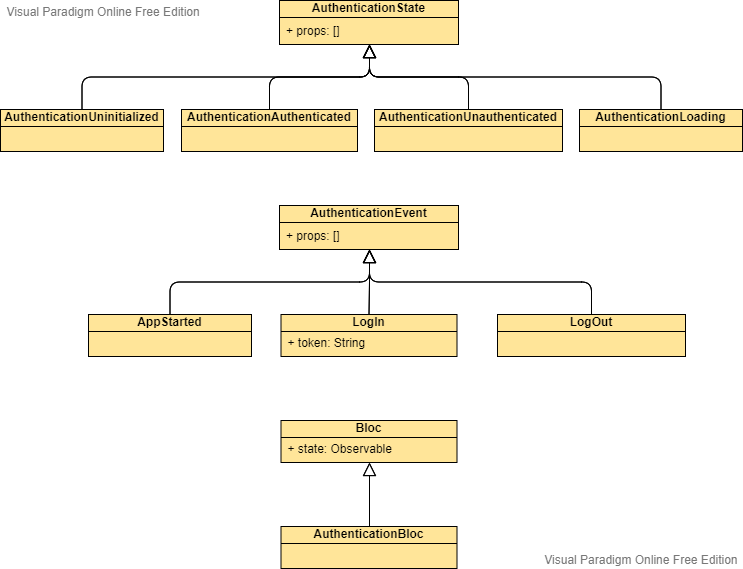 Visual Paradigm Online Free Edition
AuthenticationState
+ props: []
AuthenticationUninitialized
AuthenticationAuthenticated
AuthenticationUnauthenticated
AuthenticationLoading
AuthenticationEvent
+ props: []
AppStarted
LogIn
LogOut
+ token: String
Bloc
+ state: Observable
AuthenticationBloc
Visual Paradigm Online Free Edition